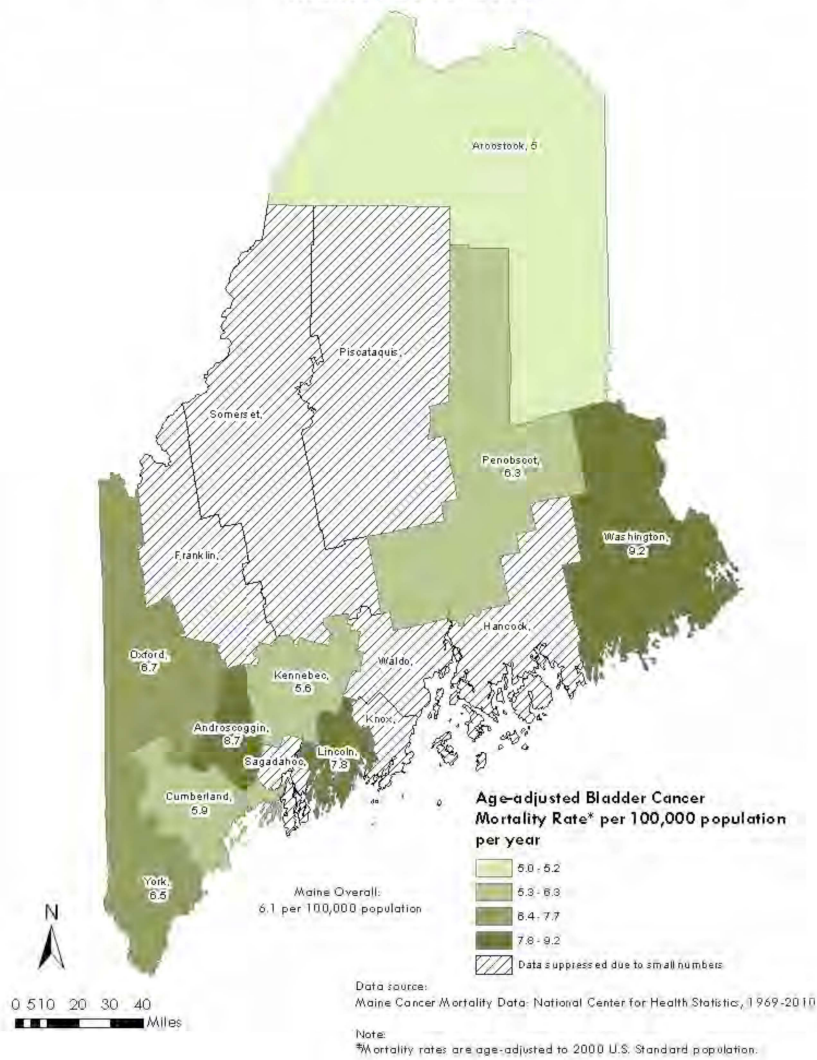 Aroostook, 5
Piscataquis,
Somerset,
Penobscot,
6.3
Washington,
9.2
Franklin,
Hancock,
Oxford,
6.7
Waldo,
Kennebec,
5.6
Knox,
Androscoggin,
8.7
Lincoln,
7.8
Sagadahoc,
Cumberland,
5.9
York,
6.5
Age-adjusted Bladder Cancer
Mortality Rate* per 100,000 population
per year
5.0 - 5.2
5.3 - 6.3
6.4 - 7.7
7.8 - 9.2
Data suppressed due to small numbers
Maine Overall:
6.1 per 100,000 population
N
0 510 20 30 40
Miles
Data source:
Maine Cancer Mortality Data: National Center for Health Statistics, 1969-2010
Note:
*Mortality rates are age-adjusted to 2000 U.S. Standard population.